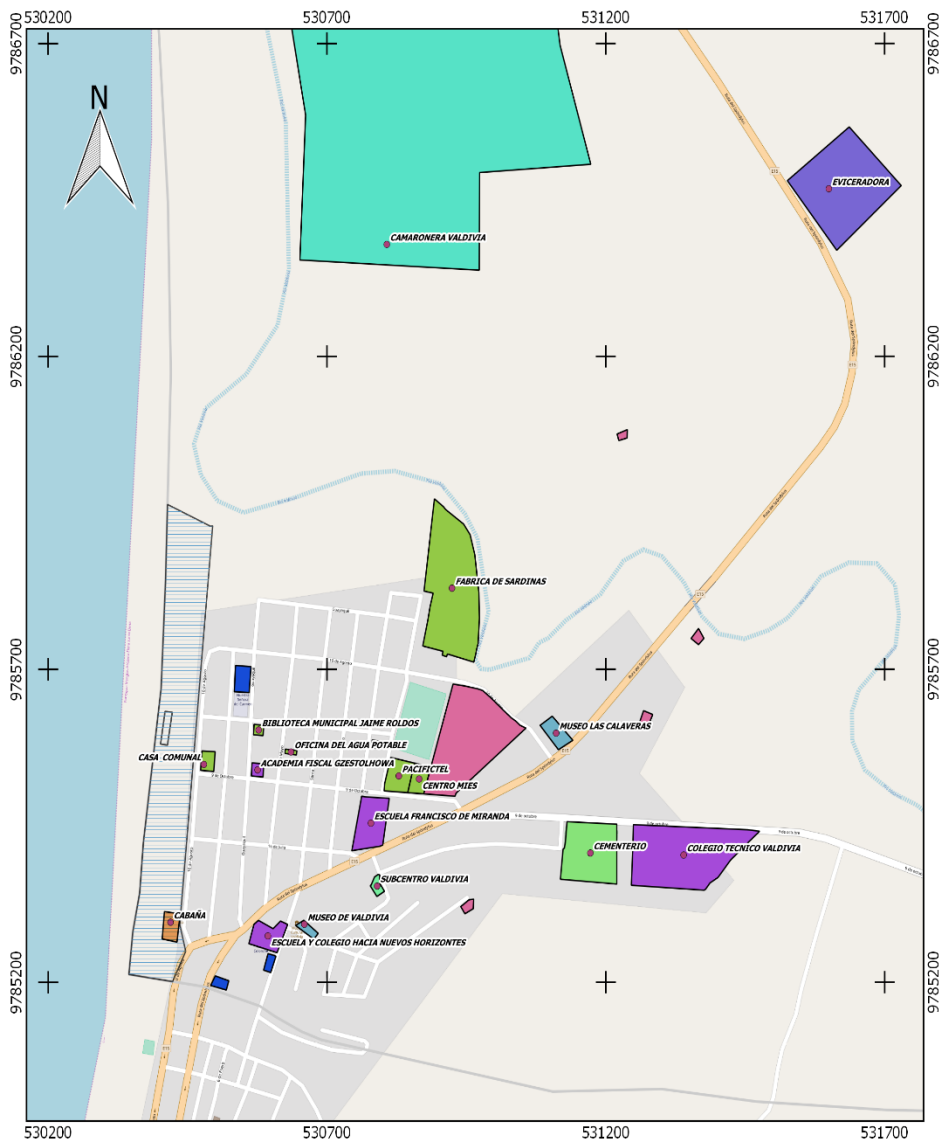 530200 530700 531200 531700
9786700 9786700
N
EVICERADORA
CAMARONERA VALDIVIA
9786200 9786200
FABRICA DE SARDINAS
9785700 9785700
MUSEO LAS CALAVERAS
BIBLIOTECA MUNICIPAL JAIME ROLDOS
OFICINA DEL AGUA POTABLE
CASA COMUNAL
ACADEMIA FISCAL GZESTOLHOWA
PACIFICTEL
CENTRO MIES
ESCUELA FRANCISCO DE MIRANDA
CEMENTERIO
COLEGIO TECNICO VALDIVIA
SUBCENTRO VALDIVIA
CABAÑA
MUSEO DE VALDIVIA
ESCUELA Y COLEGIO HACIA NUEVOS HORIZONTES
9785200 9785200
530200 530700 531200 531700